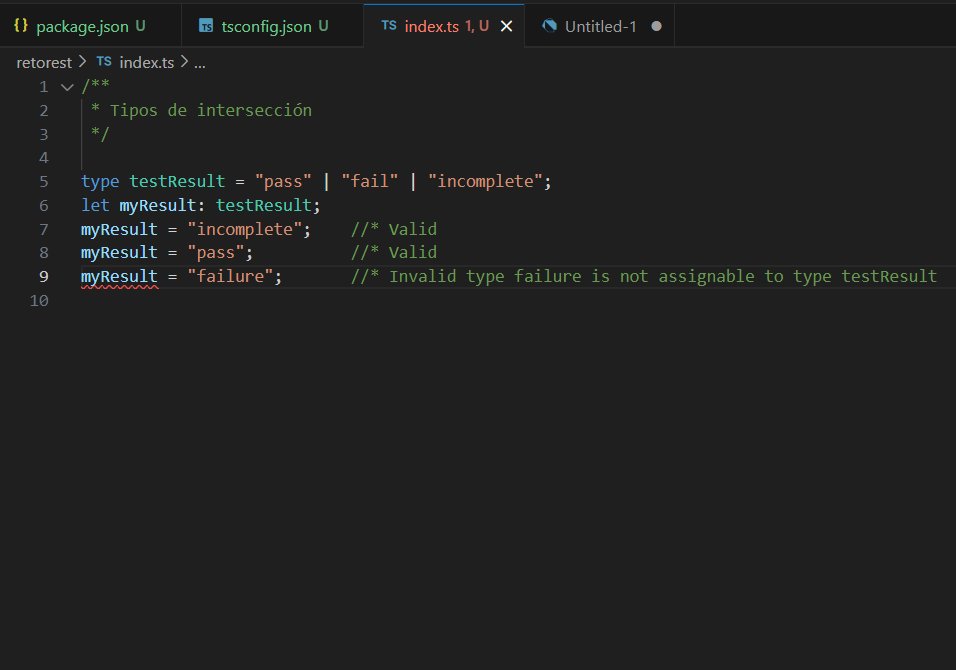 {} package.json U
TS tsconfig.json U
TS index.ts 1, U
Untitled-1
retorest > TS index.ts > ...
1 /**
2 * Tipos de intersección
3 */
4
5 type testResult = "pass" | "fail" | "incomplete";
6 let myResult: testResult;
7 myResult = "incomplete"; //* Valid
8 myResult = "pass"; //* Valid
9 myResult = "failure"; //* Invalid type failure is not assignable to type testResult
10